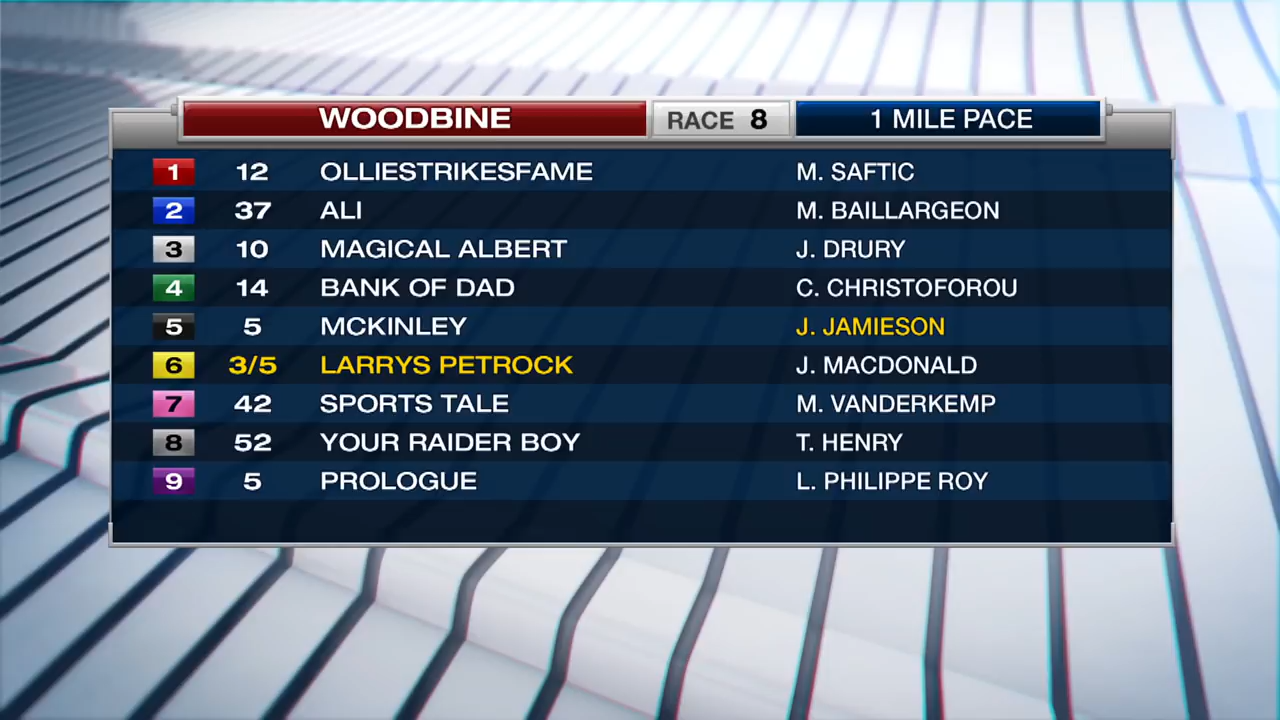 WOODBINE RACE 8 1 MILE PACE
1 12 OLLIESTRIKESFAME M. SAFTIC
2 37 ALI M. BAILLARGEON
3 10 MAGICAL ALBERT J. DRURY
4 14 BANK OF DAD C. CHRISTOFOROU
5 5 MCKINLEY J. JAMIESON
6 3/5 LARRYS PETROCK J. MACDONALD
7 42 SPORTS TALE M. VANDERKEMP
8 52 YOUR RAIDER BOY T. HENRY
9 5 PROLOGUE L. PHILIPPE ROY